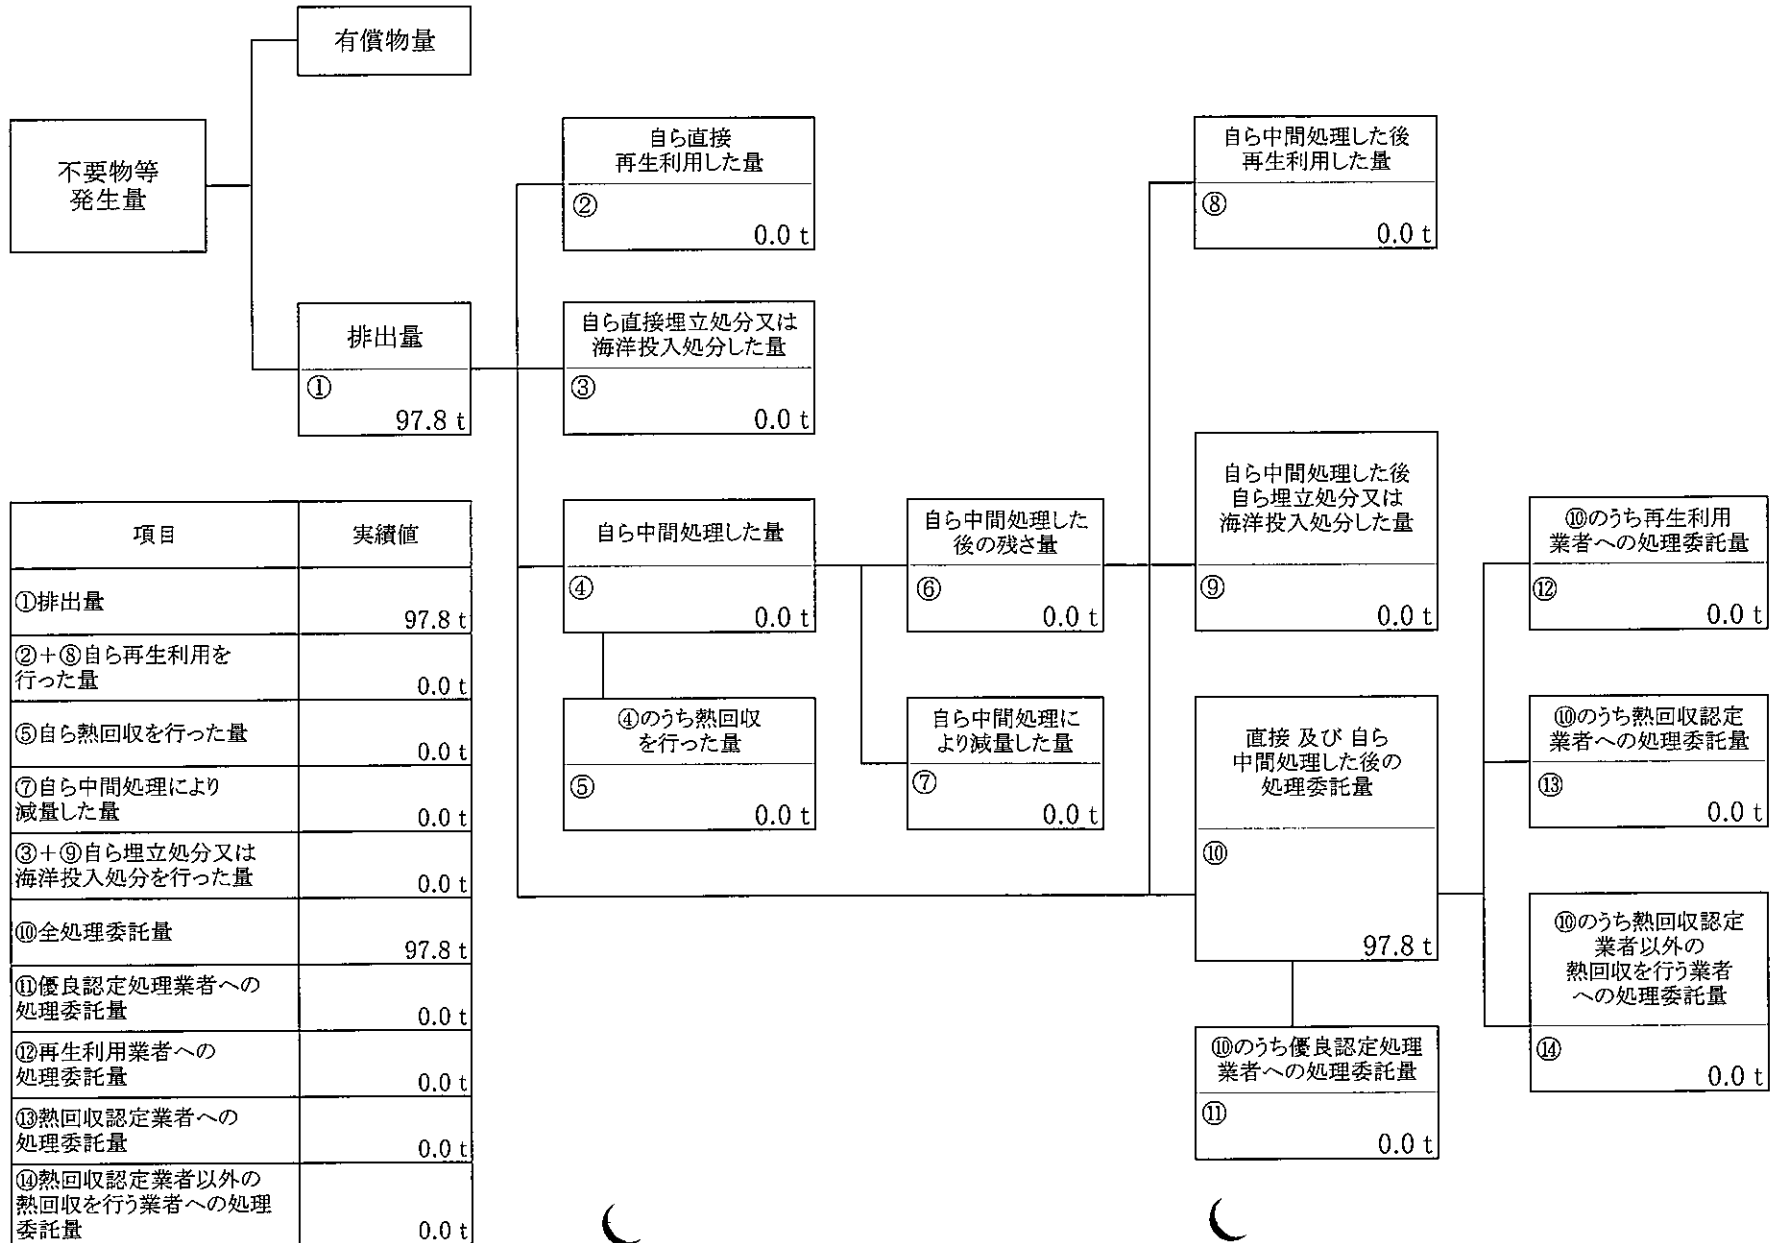 有償物量
不要物等
発生量
排出量
①
97.8 t
自ら直接
再生利用した量
②
0.0 t
自ら直接埋立処分又は
海洋投入処分した量
③
0.0 t
自ら中間処理した量
④
0.0 t
④のうち熱回収
を行った量
⑤
0.0 t
自ら中間処理した
後の残さ量
⑥
0.0 t
自ら中間処理に
より減量した量
⑦
0.0 t
自ら中間処理した後
再生利用した量
⑧
0.0 t
自ら中間処理した後
自ら埋立処分又は
海洋投入処分した量
⑨
0.0 t
直接 及び 自ら
中間処理した後の
処理委託量
⑩
97.8 t
⑩のうち優良認定処理
業者への処理委託量
⑪
0.0 t
⑩のうち再生利用
業者への処理委託量
⑫
0.0 t
⑩のうち熱回収認定
業者への処理委託量
⑬
0.0 t
⑩のうち熱回収認定
業者以外の
熱回収を行う業者
への処理委託量
⑭
0.0 t
項目 実績値
①排出量
97.8 t
②+⑧自ら再生利用を
行った量
0.0 t
⑤自ら熱回収を行った量
0.0 t
⑦自ら中間処理により
減量した量
0.0 t
③+⑨自ら埋立処分又は
海洋投入処分を行った量
0.0 t
⑩全処理委託量
97.8 t
⑪優良認定処理業者への
処理委託量
0.0 t
⑫再生利用業者への
処理委託量
0.0 t
⑬熱回収認定業者への
処理委託量
0.0 t
⑭熱回収認定業者以外の
熱回収を行う業者への処理
委託量
0.0 t